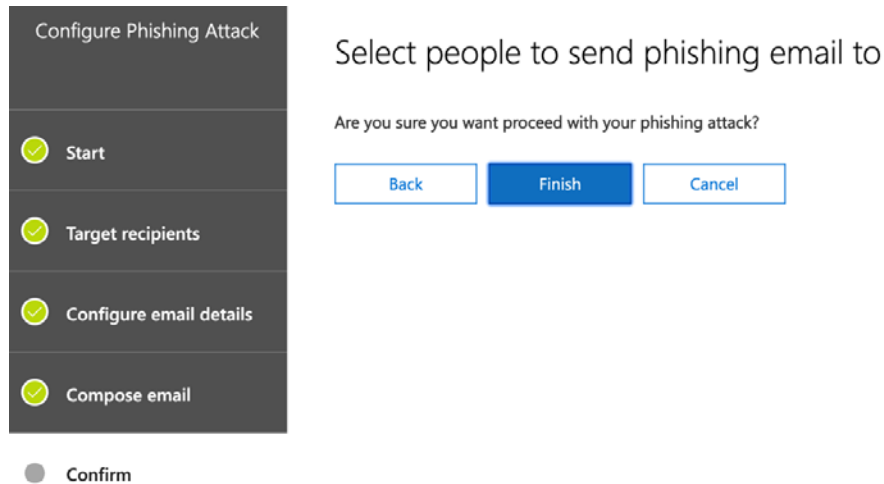 Configure Phishing Attack
Start
Target recipients
Configure email details
Compose email
Confirm
Select people to send phishing email to
Are you sure you want proceed with your phishing attack?
Back
Finish
Cancel